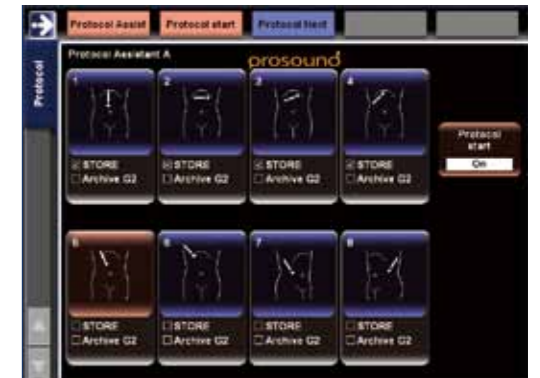 Protocol Assist Protocol start Protocol Next
Protocol
Protocol Assistant A
prosound
1 2 3 4
STORE STORE STORE STORE
Archive G2 Archive G2 Archive G2 Archive G2
Protocol
start
On
5 6 7 8
STORE STORE STORE STORE
Archive G2 Archive G2 Archive G2 Archive G2